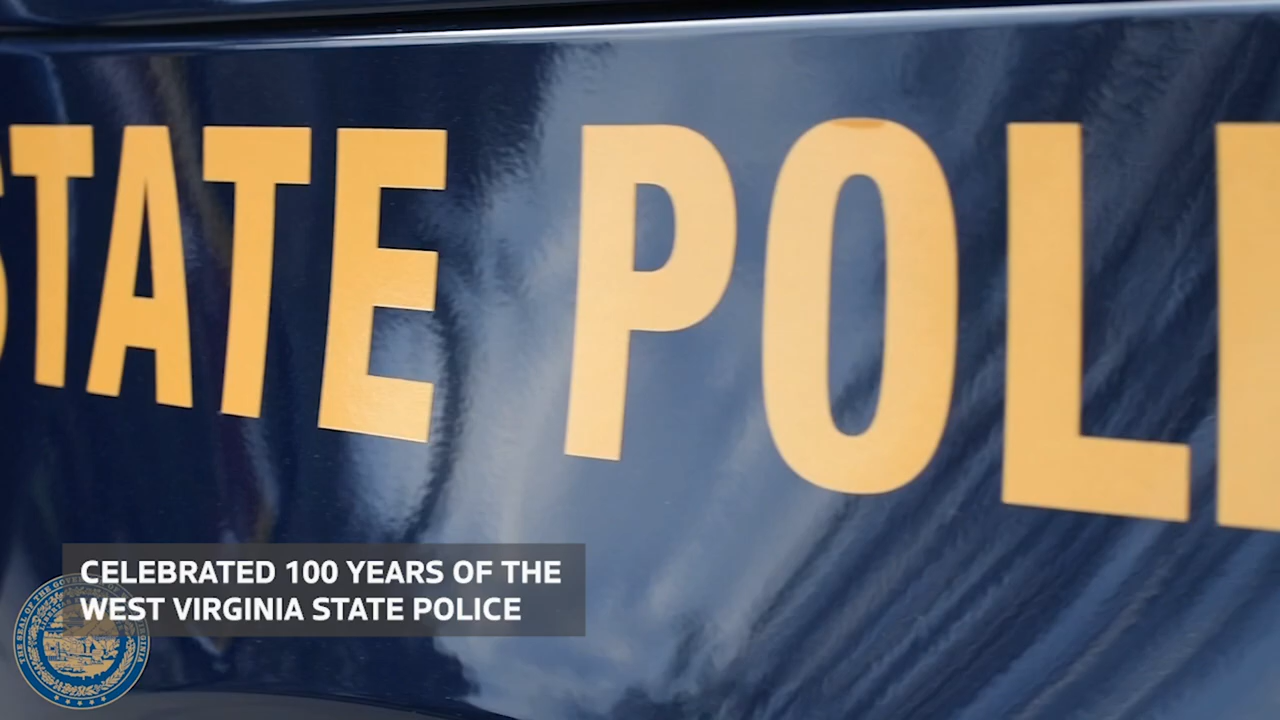 STATE POLI
CELEBRATED 100 YEARS OF THE
WEST VIRGINIA STATE POLICE